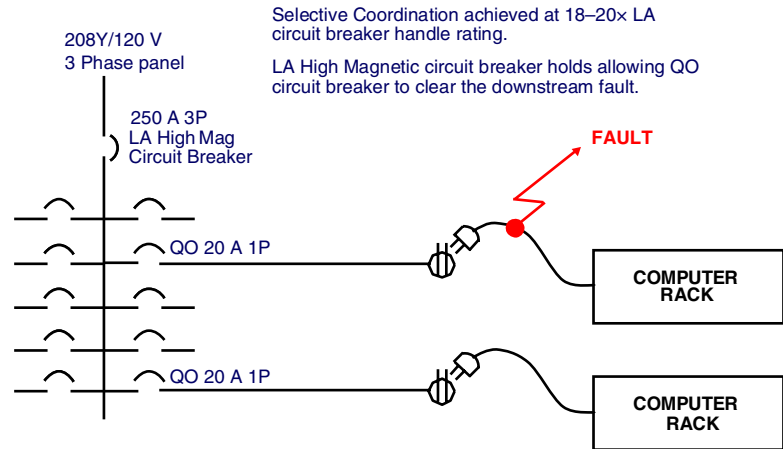 Selective Coordination achieved at 18–20× LA
circuit breaker handle rating.
LA High Magnetic circuit breaker holds allowing QO
circuit breaker to clear the downstream fault.
208Y/120 V
3 Phase panel
250 A 3P
LA High Mag
Circuit Breaker
FAULT
QO 20 A 1P
COMPUTER
RACK
QO 20 A 1P
COMPUTER
RACK